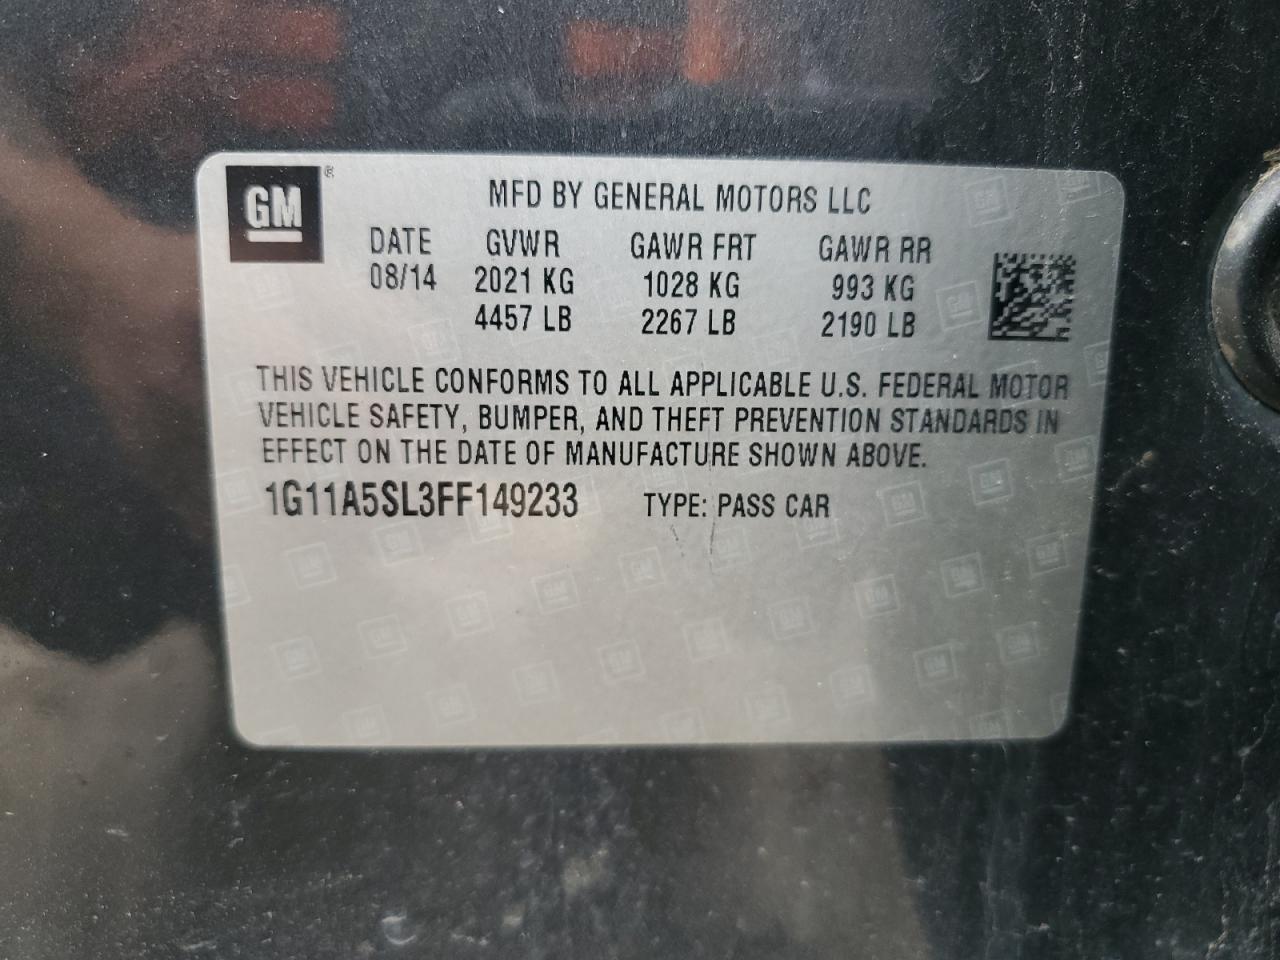 GM ®
MFD BY GENERAL MOTORS LLC
DATE GVWR GAWR FRT GAWR RR
08/14 2021 KG 1028 KG 993 KG
4457 LB 2267 LB 2190 LB
THIS VEHICLE CONFORMS TO ALL APPLICABLE U.S. FEDERAL MOTOR
VEHICLE SAFETY, BUMPER, AND THEFT PREVENTION STANDARDS IN
EFFECT ON THE DATE OF MANUFACTURE SHOWN ABOVE.
1G11A5SL3FF149233 TYPE: PASS CAR